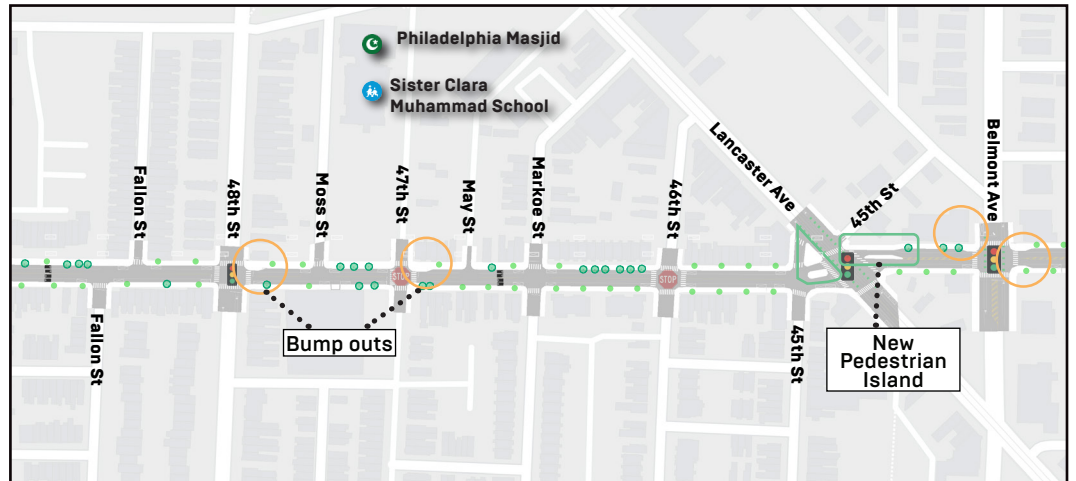 Philadelphia Masjid
Sister Clara
Muhammad School
Fallon St
48th St
Moss St
47th St
May St
Markoe St
46th St
Lancaster Ave
45th St
Belmont Ave
STOP
STOP
Fallon St
Bump outs
45th St
New
Pedestrian
Island